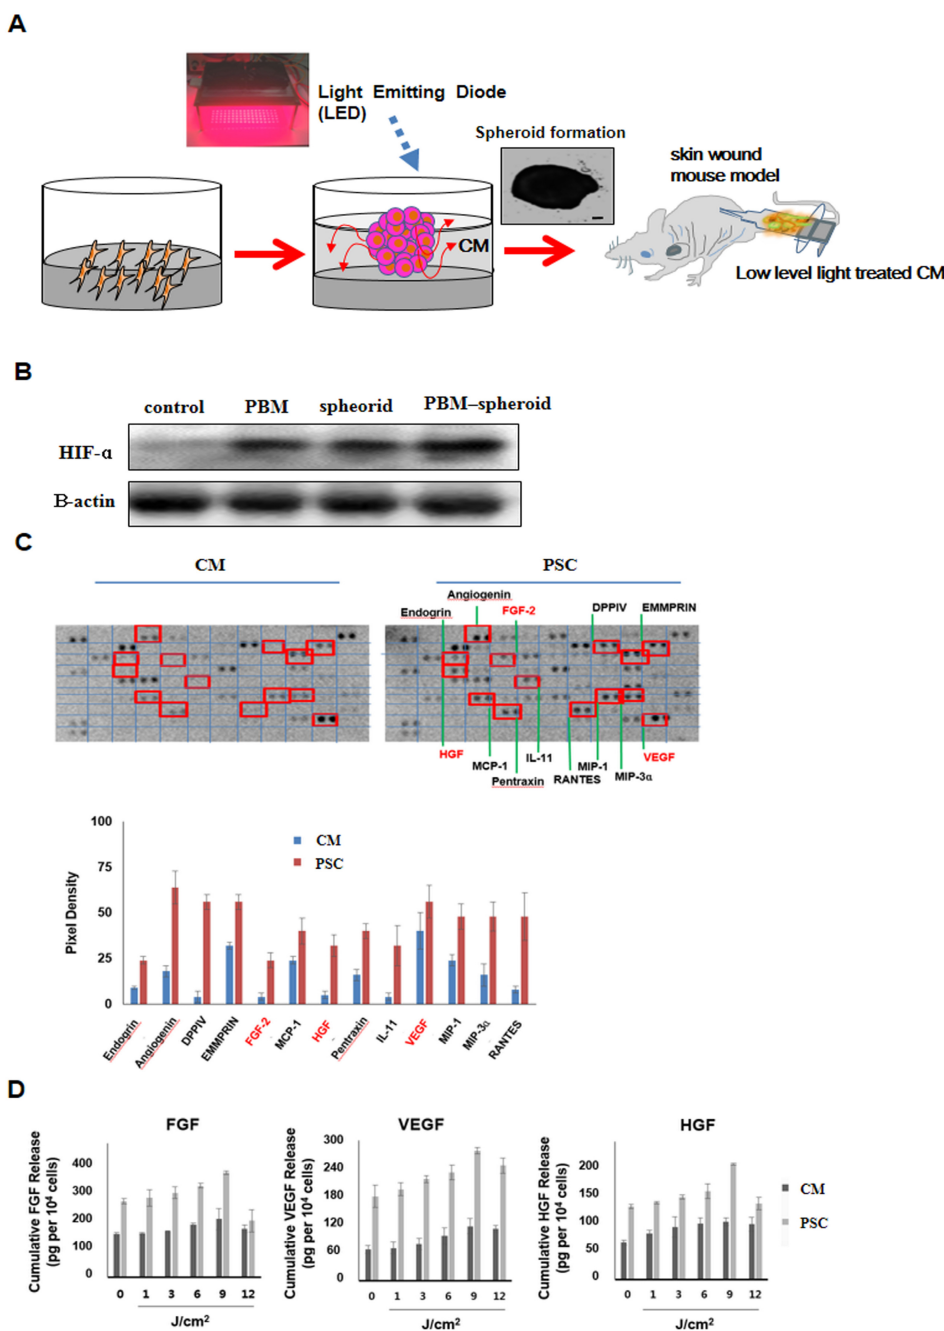 A
Light Emitting Diode
(LED)
Spheroid formation
skin wound
mouse model
CM
Low level light treated CM
B
control PBM spheorid PBM–spheroid
HIF-α
B-actin
C
CM PSC
Angiogenin
Endogrin FGF-2 DPPIV EMMPRIN
HGF MCP-1 IL-11 MIP-1 VEGF
Pentraxin RANTES MIP-3α
100
75
50
25
0
Pixel Density
CM
PSC
Endogrin
Angiogenin
DPPIV
EMMPRIN
FGF-2
MCP-1
HGF
Pentraxin
IL-11
VEGF
MIP-1
MIP-3α
RANTES
D
FGF
Cumulative FGF Release
(pg per 10⁴ cells)
400
300
200
100
0
0 1 3 6 9 12
J/cm²
VEGF
Cumulative VEGF Release
(pg per 10⁴ cells)
300
240
180
120
60
0
0 1 3 6 9 12
J/cm²
HGF
Cumulative HGF Release
(pg per 10⁴ cells)
200
150
100
50
0
0 1 3 6 9 12
J/cm²
CM
PSC